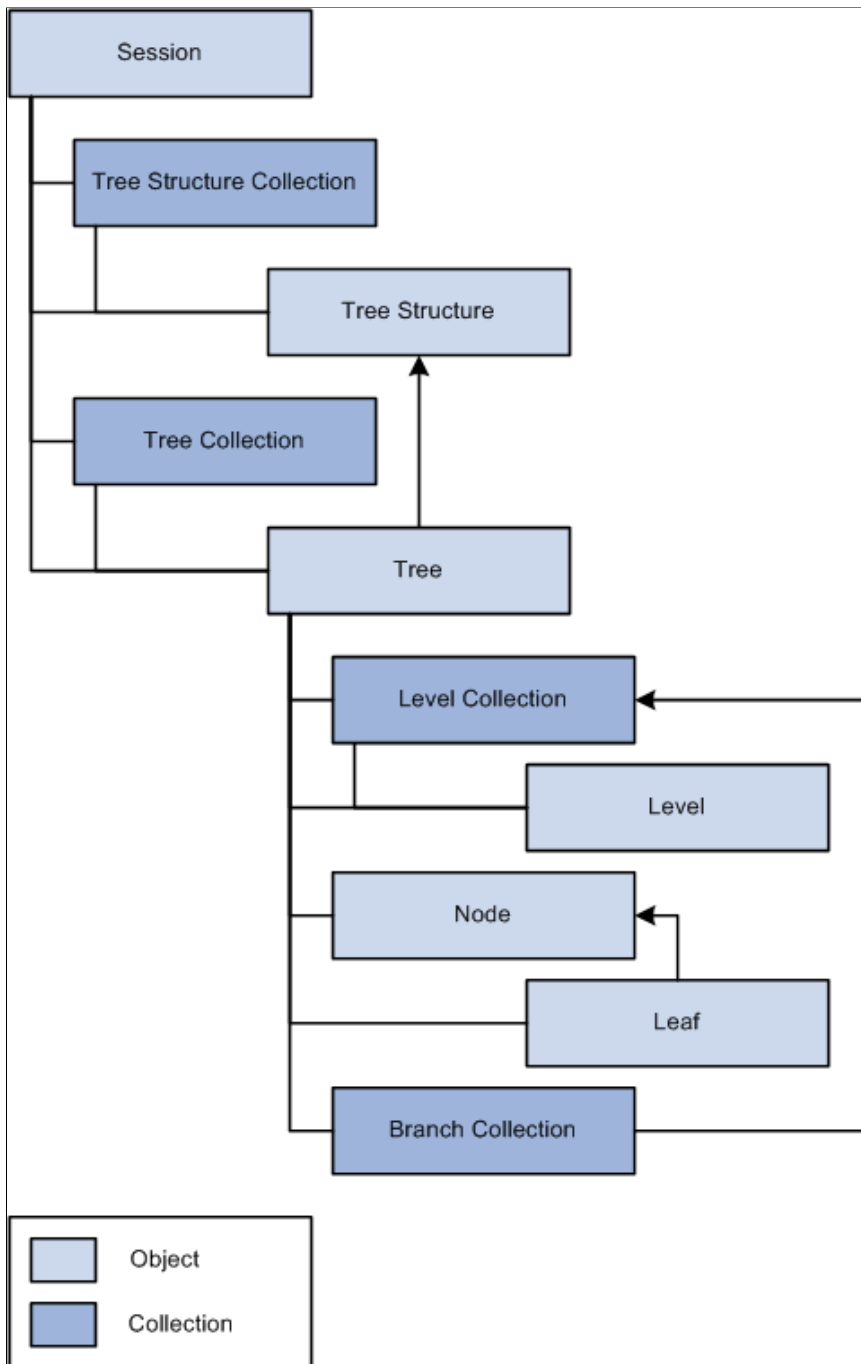 Session
Tree Structure Collection
Tree Structure
Tree Collection
Tree
Level Collection
Level
Node
Leaf
Branch Collection
Object
Collection